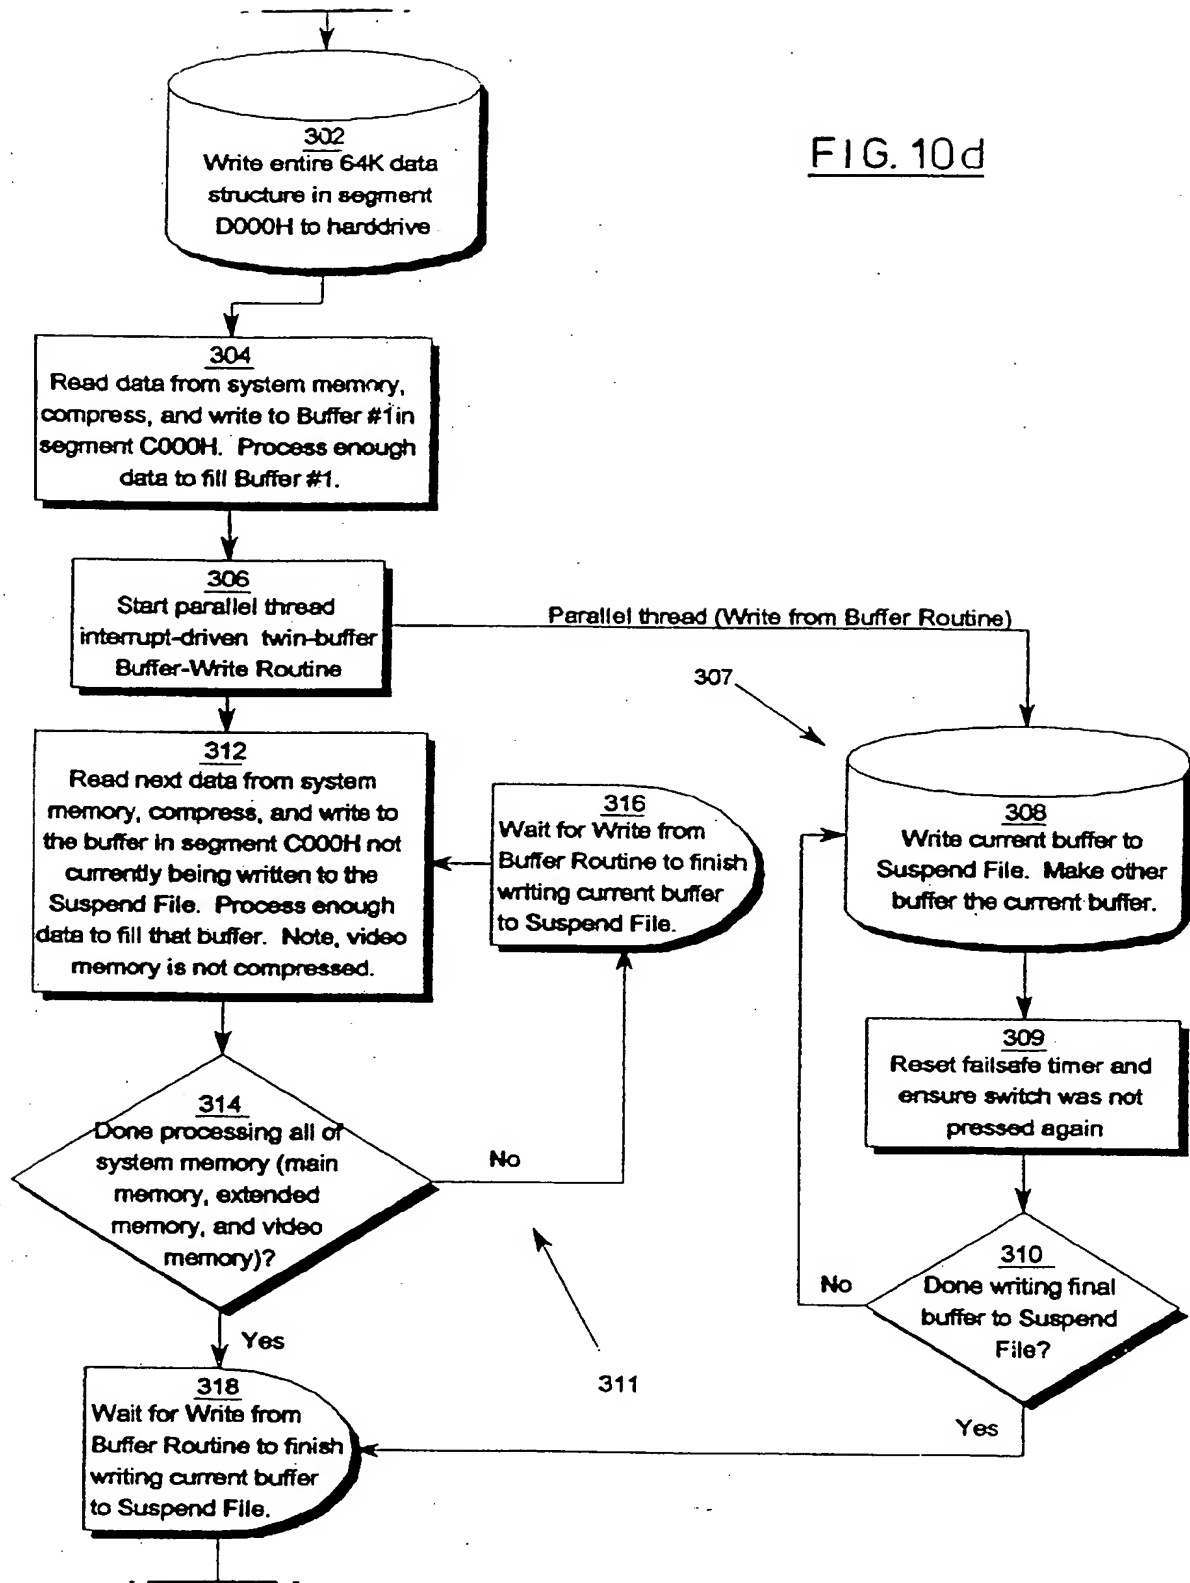 FIG. 10d
302
Write entire 64K data
structure in segment
D000H to harddrive
304
Read data from system memory,
compress, and write to Buffer #1in
segment C000H. Process enough
data to fill Buffer #1.
306
Start parallel thread
interrupt-driven twin-buffer
Buffer-Write Routine
Parallel thread (Write from Buffer Routine)
307
312
Read next data from system
memory, compress, and write to
the buffer in segment C000H not
currently being written to the
Suspend File. Process enough
data to fill that buffer. Note, video
memory is not compressed.
316
Wait for Write from
Buffer Routine to finish
writing current buffer
to Suspend File.
308
Write current buffer to
Suspend File. Make other
buffer the current buffer.
309
Reset failsafe timer and
ensure switch was not
pressed again
314
Done processing all of
system memory (main
memory, extended
memory, and video
memory)?
No
310
Done writing final
buffer to Suspend
File?
No
Yes
311
318
Wait for Write from
Buffer Routine to finish
writing current buffer
to Suspend File.
Yes